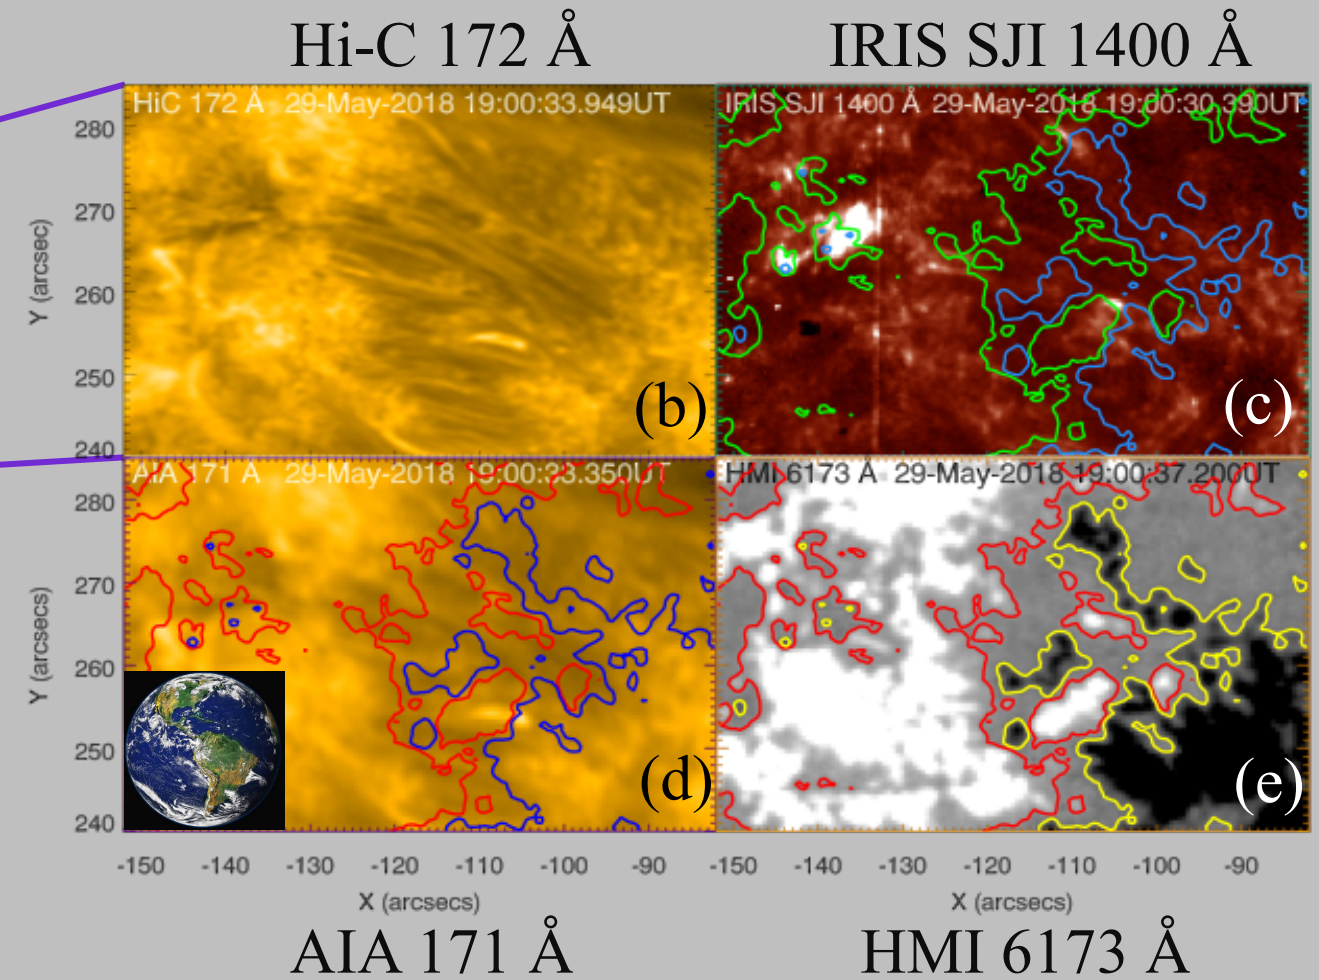 Hi-C 172 Å
IRIS SJI 1400 Å
HiC 172 Å 29-May-2018 19:00:33.949UT
IRIS SJI 1400 Å 29-May-2018 19:00:30.390UT
Y (arcsec)
280
270
260
250
240
(b)
(c)
AIA 171 Å 29-May-2018 19:00:33.350UT
HMI 6173 Å 29-May-2018 19:00:37.200UT
Y (arcsecs)
280
270
260
250
240
(d)
(e)
-150 -140 -130 -120 -110 -100 -90
-150 -140 -130 -120 -110 -100 -90
X (arcsecs)
X (arcsecs)
AIA 171 Å
HMI 6173 Å